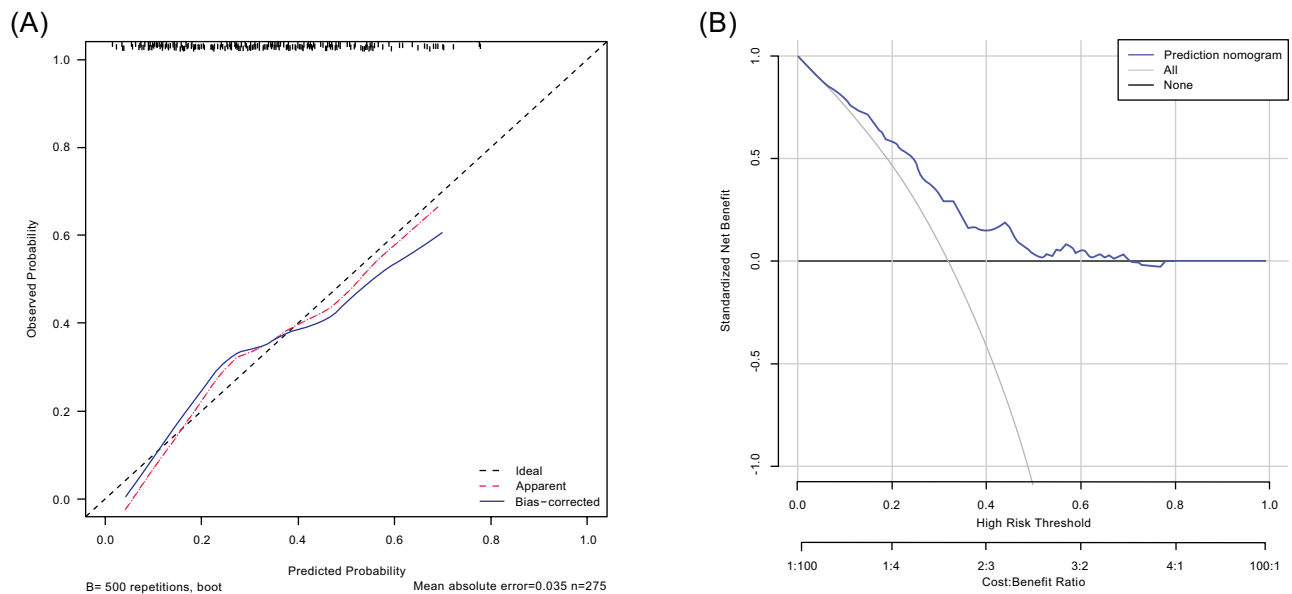 (A)
1.0
0.8
0.6
0.4
0.2
0.0
Observed Probability
Ideal
Apparent
Bias-corrected
0.0 0.2 0.4 0.6 0.8 1.0
Predicted Probability
B= 500 repetitions, boot
Mean absolute error=0.035 n=275
(B)
Prediction nomogram
All
None
1.0
0.5
0.0
-0.5
-1.0
Standardized Net Benefit
0.0 0.2 0.4 0.6 0.8 1.0
High Risk Threshold
1:100 1:4 2:3 3:2 4:1 100:1
Cost:Benefit Ratio